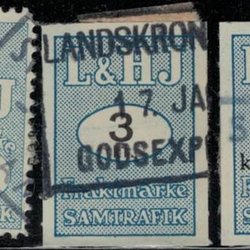 LANDSKRON
L&HJ
17 JA
3
GODSEXP
Fraktmärke
SAMTRAFIK